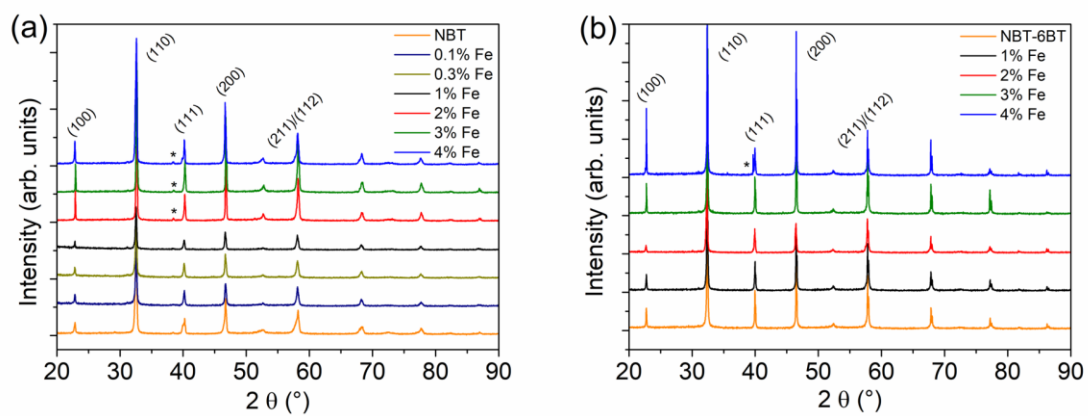 (a)
Intensity (arb. units)
(100)
(110)
*
*
*
(111)
(200)
(211)/(112)
NBT
0.1% Fe
0.3% Fe
1% Fe
2% Fe
3% Fe
4% Fe
20 30 40 50 60 70 80 90
2 θ (°)
(b)
Intensity (arb. units)
(100)
(110)
*
(111)
(200)
(211)/(112)
NBT-6BT
1% Fe
2% Fe
3% Fe
4% Fe
20 30 40 50 60 70 80 90
2 θ (°)